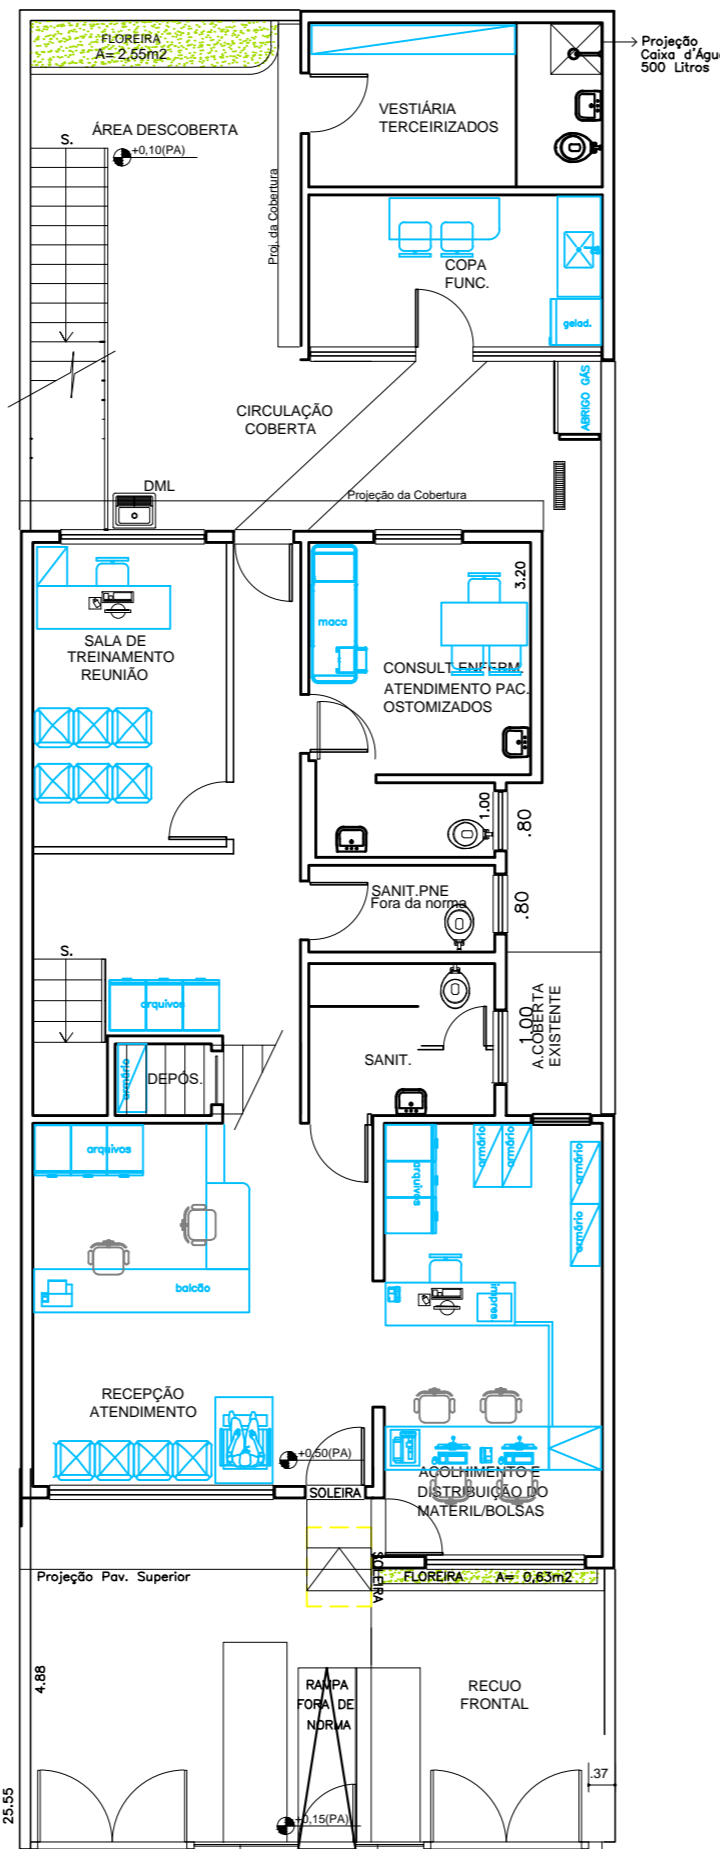 FLOREIRA
A= 2,55m2
Projeção
500 Litros
VESTIÁRIA
TERCEIRIZADOS
ÁREA DESCOBERTA
S.
+0,10(PA)
Proj. da Cobertura
COPA
FUNC.
gelad.
ABRIGO GÁS
CIRCULAÇÃO
COBERTA
DML
Projeção da Cobertura
3.20
maca
SALA DE
TREINAMENTO
REUNIÃO
CONSULT.ENFERM.
ATENDIMENTO PAC.
OSTOMIZADOS
1.00
.80
SANIT.PNE
Fora da norma
.80
S.
arquivos
1.00
A.COBERTA
EXISTENTE
SANIT.
DEPÓS.
armário
arquivos
arquivos
armário
armário
armário
armário
balcão
impres.
RECEPÇÃO
ATENDIMENTO
+0,50(PA)
SOLEIRA
ACOLHIMENTO E
DISTRIBUIÇÃO DO
MATERIL/BOLSAS
SOLEIRA
Projeção Pav. Superior
FLOREIRA A= 0,63m2
4.88
RAMPA
FORA DE
NORMA
RECUO
FRONTAL
.37
25.55
+0,15(PA)